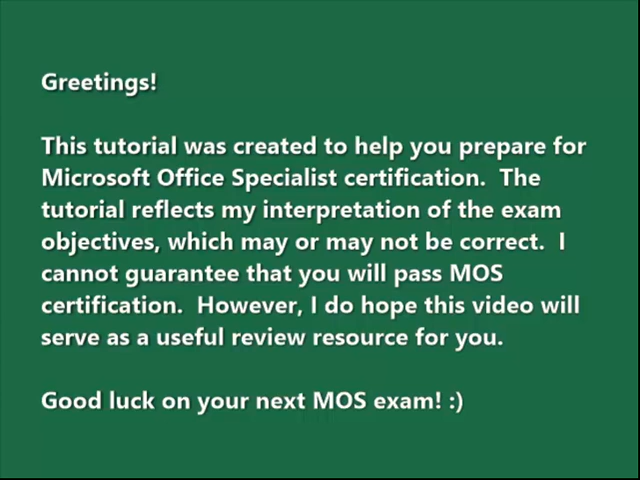 Greetings!
This tutorial was created to help you prepare for
Microsoft Office Specialist certification.  The
tutorial reflects my interpretation of the exam
objectives, which may or may not be correct.  I
cannot guarantee that you will pass MOS
certification.  However, I do hope this video will
serve as a useful review resource for you.
Good luck on your next MOS exam! :)